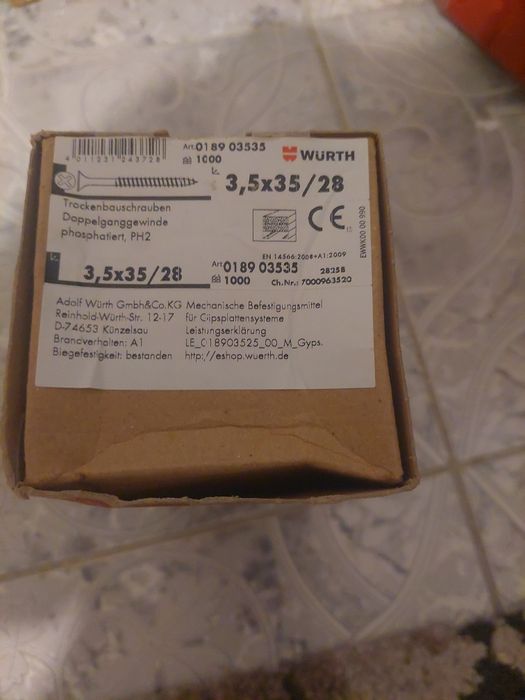 Art. 0189 03535
1000
WÜRTH
4 011231 243728
3,5x35/28
Trockenbauschrauben
Doppelganggewinde
phosphatiert, PH2
CE
EWWK00 00 990
EN 14566:2008+A1:2009
3,5x35/28
Art. 0189 03535
1000
28258
Ch.Nr.: 7000963520
Adolf Würth GmbH&Co.KG
Reinhold-Würth-Str. 12-17
D-74653 Künzelsau
Brandverhalten: A1
Biegefestigkeit: bestanden
Mechanische Befestigungsmittel
für Gipsplattensysteme
Leistungserklärung
LE_018903525_00_M_Gyps.
http://eshop.wuerth.de